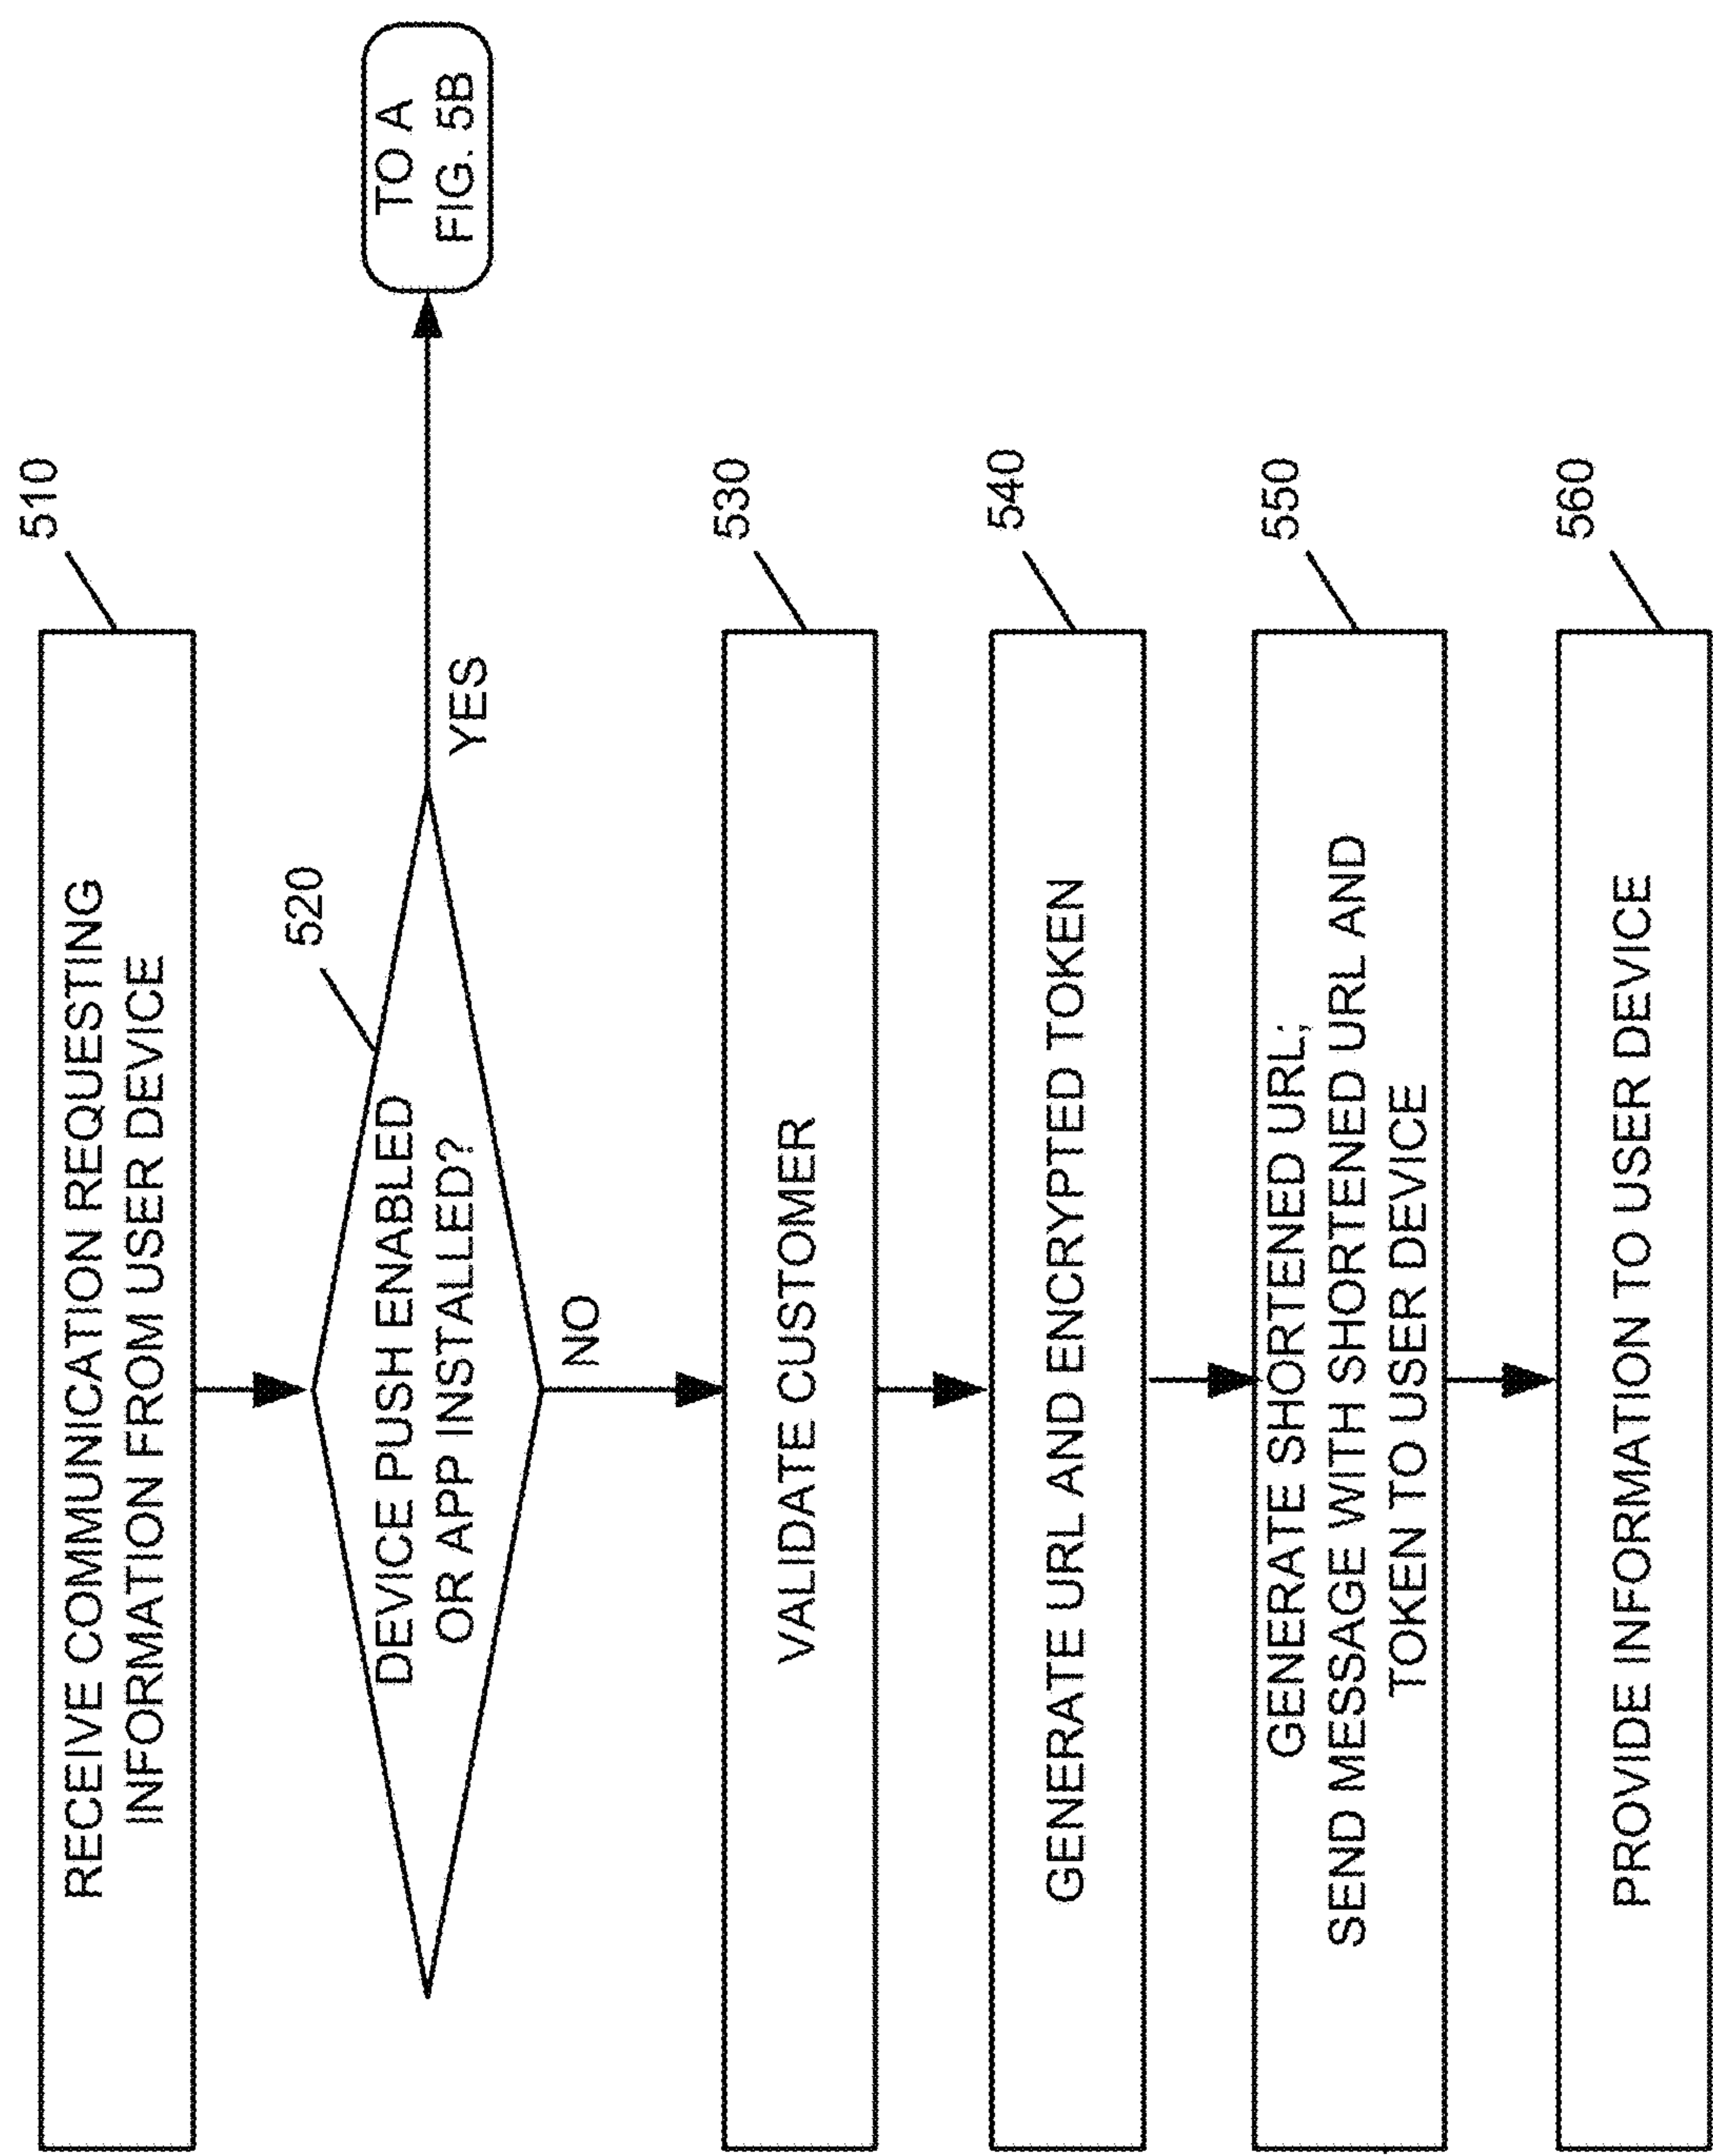 510
RECEIVE COMMUNICATION REQUESTING
INFORMATION FROM USER DEVICE
520
DEVICE PUSH ENABLED
OR APP INSTALLED?
YES
TO A
FIG. 5B
NO
530
VALIDATE CUSTOMER
540
GENERATE URL AND ENCRYPTED TOKEN
550
GENERATE SHORTENED URL;
SEND MESSAGE WITH SHORTENED URL AND
TOKEN TO USER DEVICE
560
PROVIDE INFORMATION TO USER DEVICE